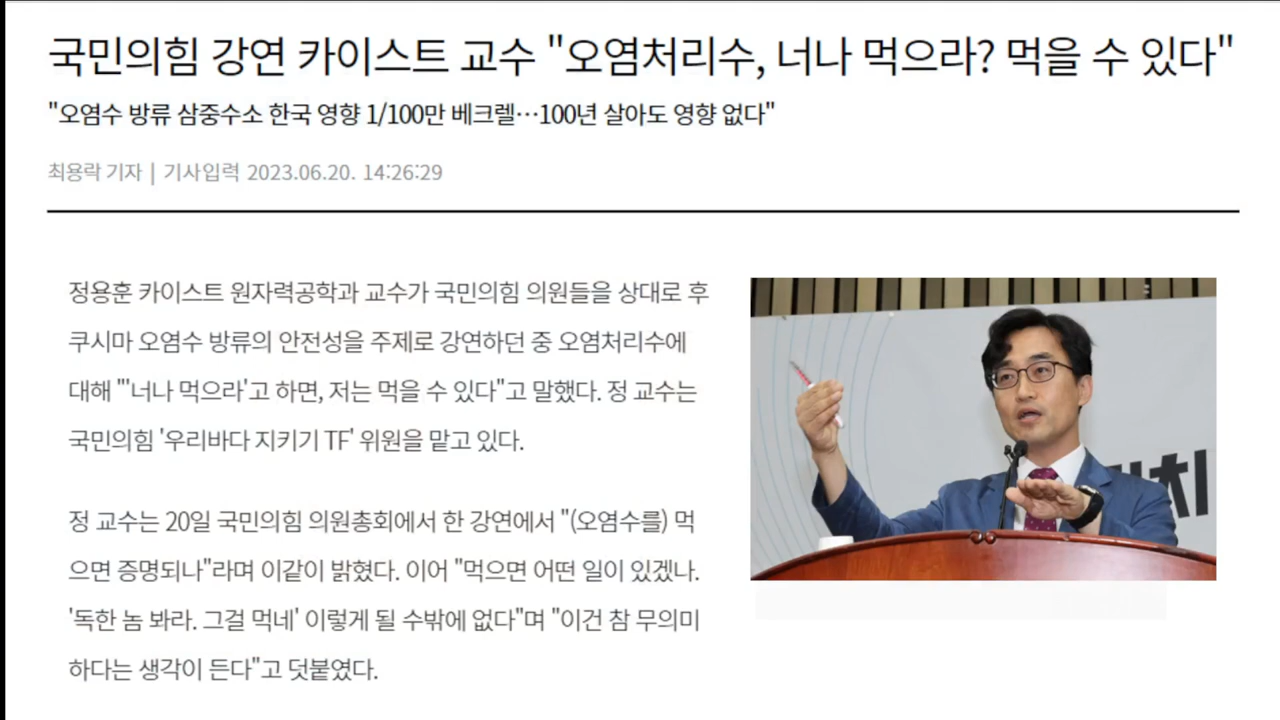 국민의힘 강연 카이스트 교수 "오염처리수, 너나 먹으라? 먹을 수 있다"
"오염수 방류 삼중수소 한국 영향 1/100만 베크렐…100년 살아도 영향 없다"
최용락 기자 | 기사입력 2023.06.20. 14:26:29
정용훈 카이스트 원자력공학과 교수가 국민의힘 의원들을 상대로 후
쿠시마 오염수 방류의 안전성을 주제로 강연하던 중 오염처리수에
대해 "'너나 먹으라'고 하면, 저는 먹을 수 있다"고 말했다. 정 교수는
국민의힘 '우리바다 지키기 TF' 위원을 맡고 있다.
정 교수는 20일 국민의힘 의원총회에서 한 강연에서 "(오염수를) 먹
으면 증명되나"라며 이같이 밝혔다. 이어 "먹으면 어떤 일이 있겠나.
'독한 놈 봐라. 그걸 먹네' 이렇게 될 수밖에 없다"며 "이건 참 무의미
하다는 생각이 든다"고 덧붙였다.